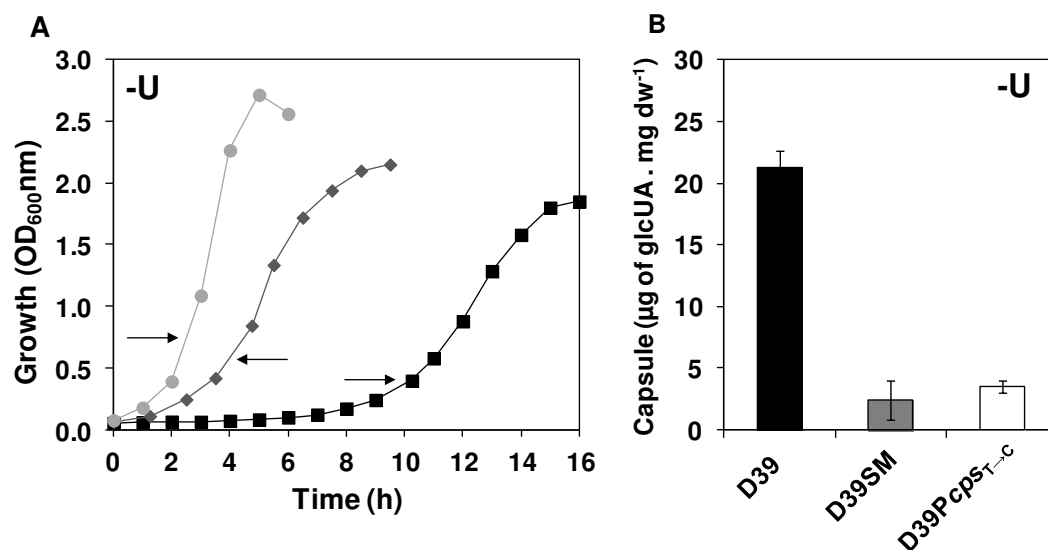 A
-U
Growth (OD₆₀₀nm)
3.0
2.5
2.0
1.5
1.0
0.5
0.0
0 2 4 6 8 10 12 14 16
Time (h)
B
-U
Capsule (µg of glcUA . mg dw⁻¹)
30
25
20
15
10
5
0
D39
D39SM
D39Pcps_T→C